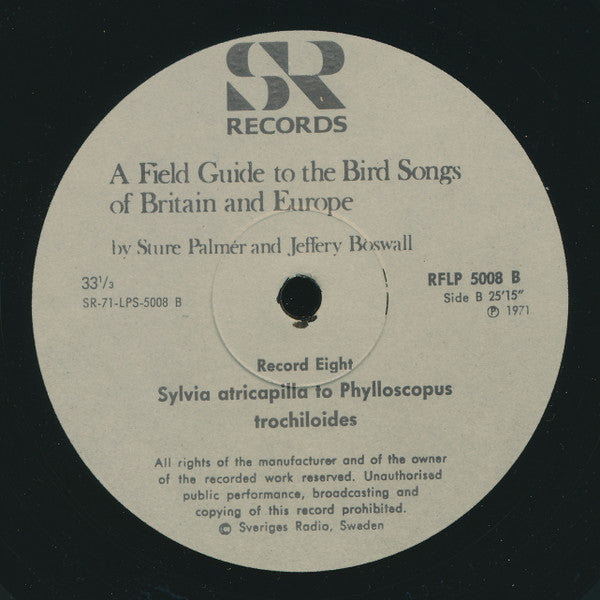 SR
RECORDS
A Field Guide to the Bird Songs
of Britain and Europe
by Sture Palmér and Jeffery Boswall
33¹/₃
SR-71-LPS-5008 B
RFLP 5008 B
Side B 25'15"
℗ 1971
Record Eight
Sylvia atricapilla to Phylloscopus
trochiloides
All rights of the manufacturer and of the owner
of the recorded work reserved. Unauthorised
public performance, broadcasting and
copying of this record prohibited.
© Sveriges Radio, Sweden